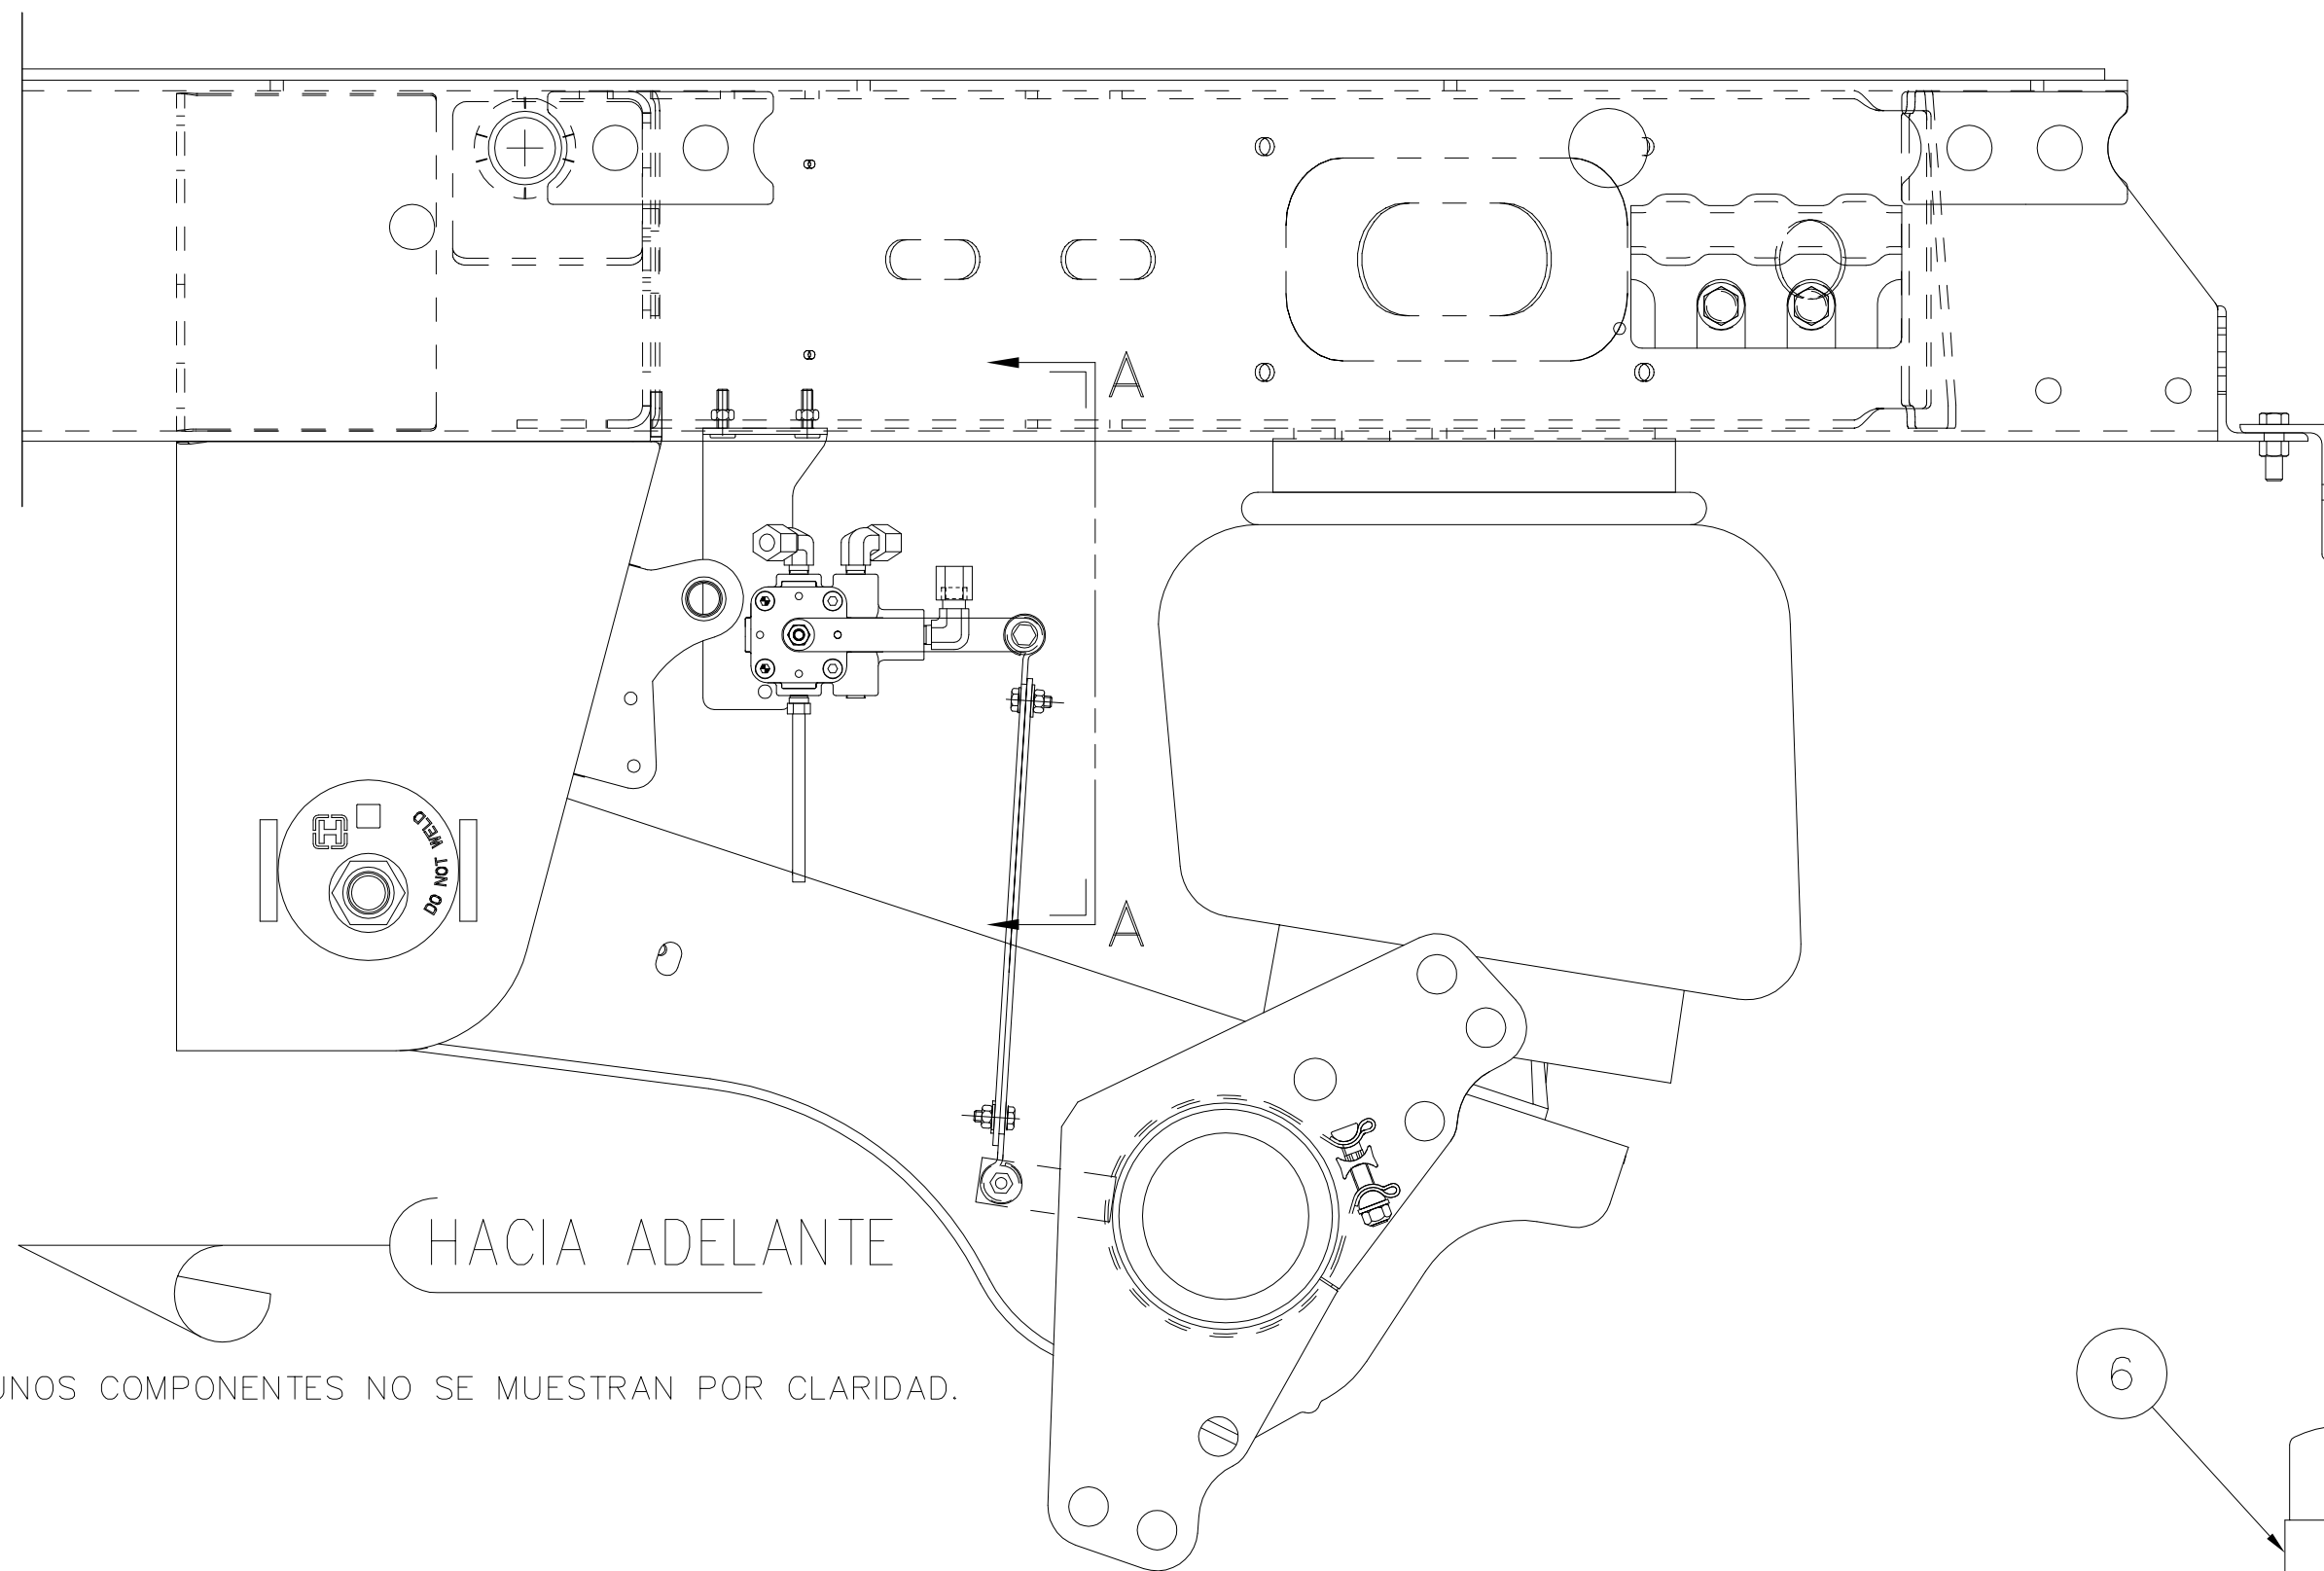 A
A
H
DO NOT WELD
HACIA ADELANTE
UNOS COMPONENTES NO SE MUESTRAN POR CLARIDAD.
6